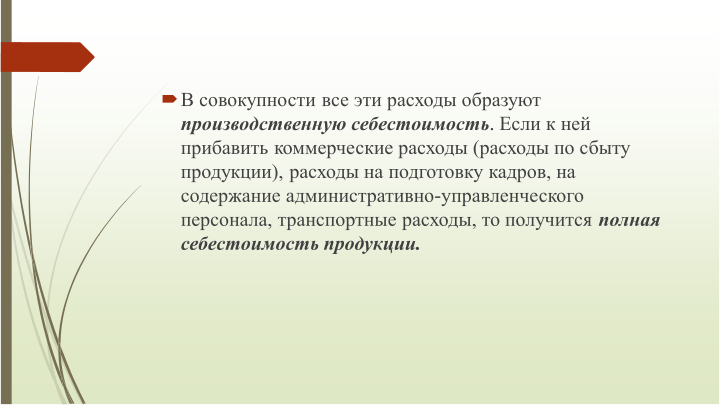 В совокупности все эти расходы образуют
производственную себестоимость. Если к ней
прибавить коммерческие расходы (расходы по сбыту
продукции), расходы на подготовку кадров, на
содержание административно-управленческого
персонала, транспортные расходы, то получится полная
себестоимость продукции.